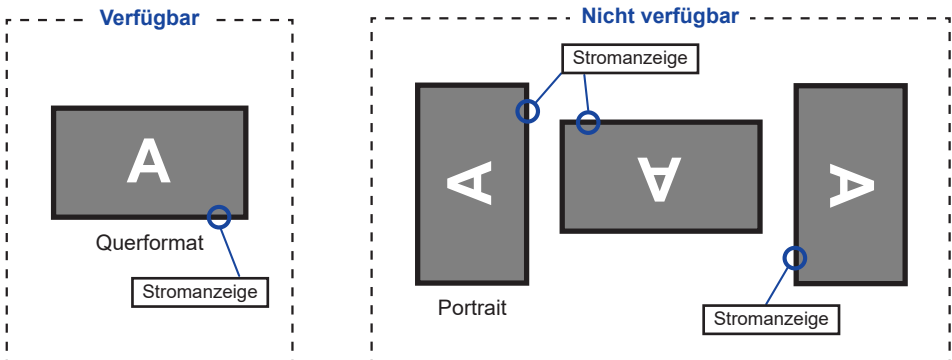 Verfügbar
A
Querformat
Stromanzeige
Nicht verfügbar
Stromanzeige
A
A
A
Portrait
Stromanzeige